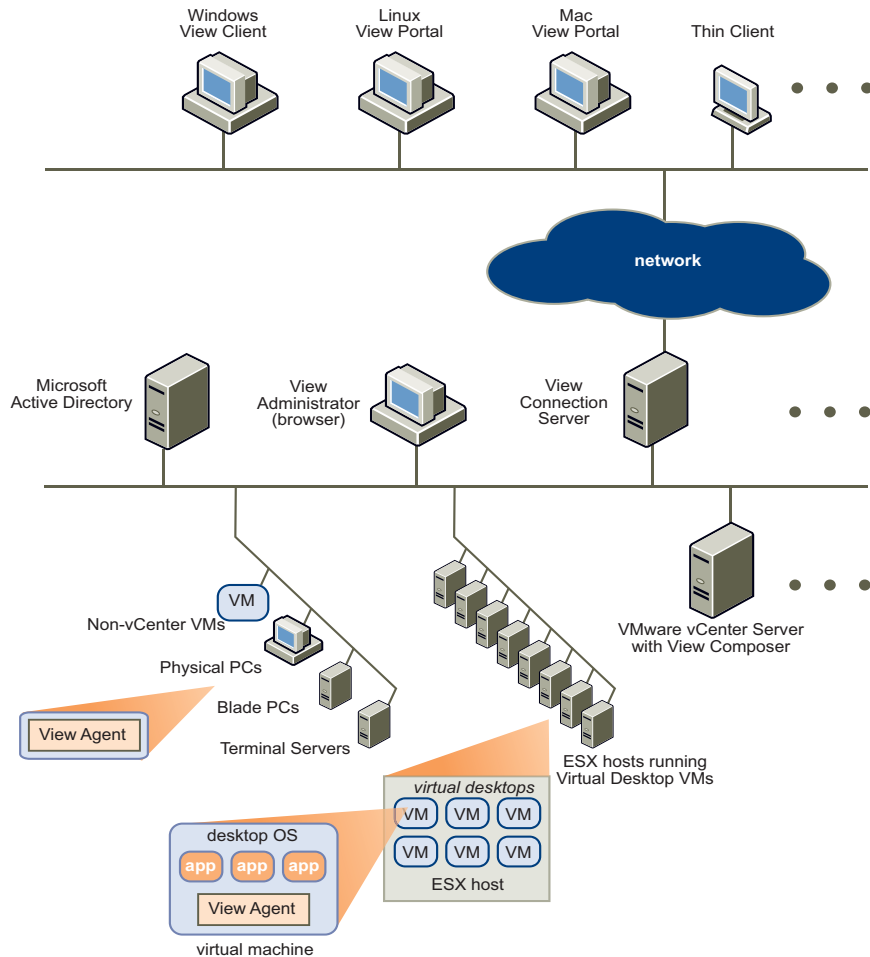 Windows
View Client
Linux
View Portal
Mac
View Portal
Thin Client
network
Microsoft
Active Directory
View
Administrator
(browser)
View
Connection
Server
VM
Non-vCenter VMs
Physical PCs
Blade PCs
Terminal Servers
View Agent
VMware vCenter Server
with View Composer
ESX hosts running
Virtual Desktop VMs
virtual desktops
VM VM VM
VM VM VM
ESX host
desktop OS
app app app
View Agent
virtual machine